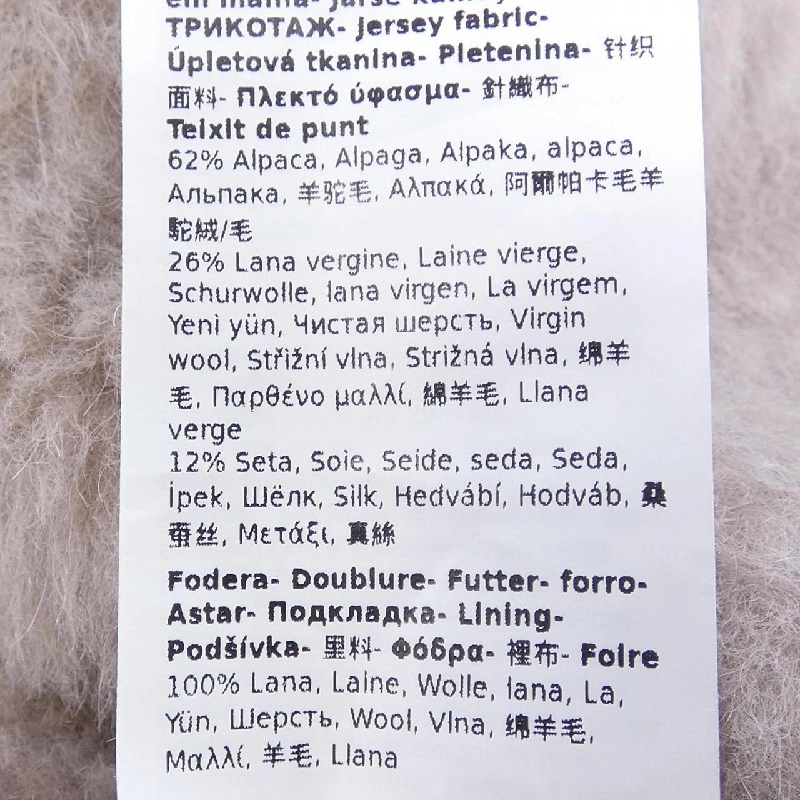 ТРИКОТАЖ- Jersey fabric-
Úpletová tkanina- Pletenina- 针织
面料- Πλεκτό ύφασμα- 針織布-
Teixit de punt
62% Alpaca, Alpaga, Alpaka, alpaca,
Альпака, 羊驼毛, Αλπακά, 阿爾帕卡毛羊
駝絨/毛
26% Lana vergine, Laine vierge,
Schurwolle, lana virgen, La virgem,
Yeni yün, Чистая шерсть, Virgin
wool, Střižní vlna, Strižná vlna, 绵羊
毛, Παρθένο μαλλί, 綿羊毛, Llana
verge
12% Seta, Soie, Seide, seda, Seda,
İpek, Шёлк, Silk, Hedvábí, Hodváb, 桑
蚕丝, Μετάξι, 真絲
Fodera- Doublure- Futter- forro-
Astar- Подкладка- Lining-
Podšívka- 里料- Φόδρα- 裡布- Folre
100% Lana, Laine, Wolle, lana, La,
Yün, Шерсть, Wool, Vlna, 绵羊毛,
Μαλλί, 羊毛, Llana